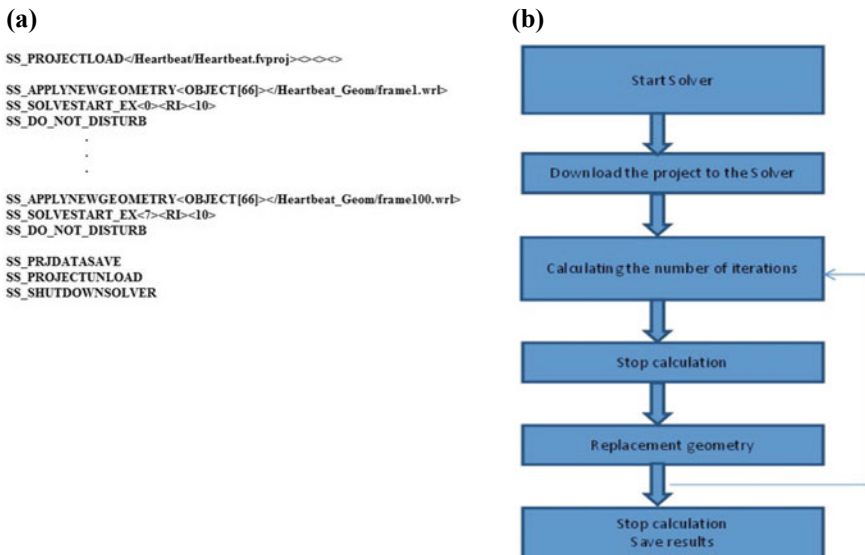 (a)
SS_PROJECTLOAD</Heartbeat/Heartbeat.fvproj><><><>
SS_APPLYNEWGEOMETRY<OBJECT[66]></Heartbeat_Geom/frame1.wrl>
SS_SOLVESTART_EX<0><RI><10>
SS_DO_NOT_DISTURB
.
.
.
SS_APPLYNEWGEOMETRY<OBJECT[66]></Heartbeat_Geom/frame100.wrl>
SS_SOLVESTART_EX<7><RI><10>
SS_DO_NOT_DISTURB
SS_PRJDATASAVE
SS_PROJECTUNLOAD
SS_SHUTDOWNSOLVER
(b)
Start Solver
Download the project to the Solver
Calculating the number of iterations
Stop calculation
Replacement geometry
Stop calculation
Save results